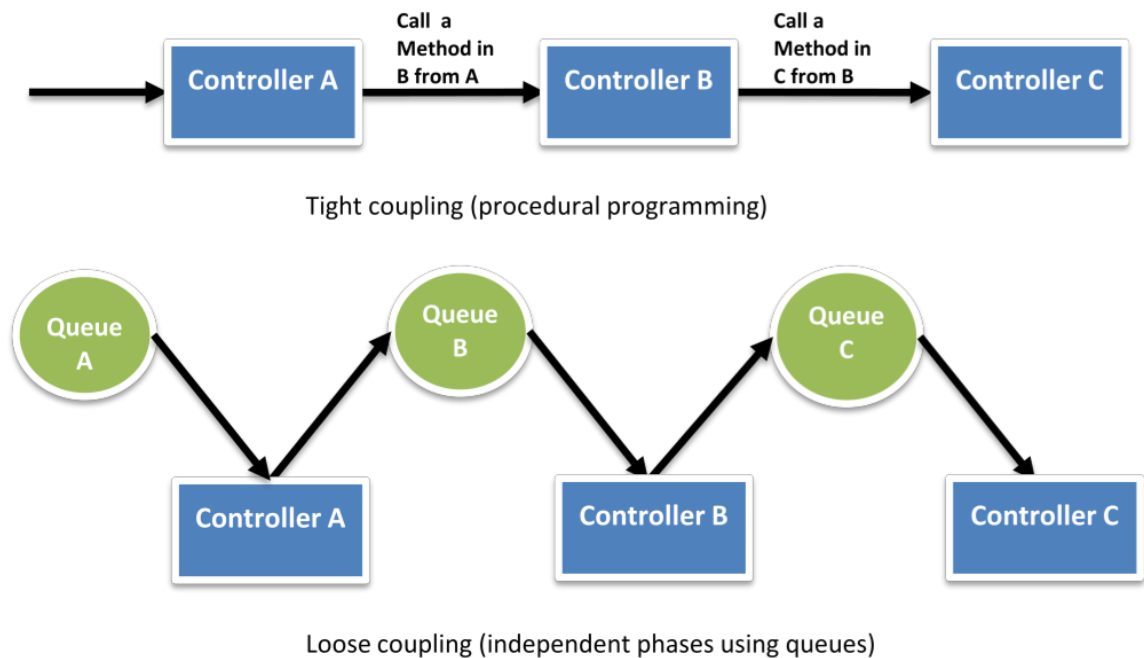 Call a
Method in
B from A
Call a
Method in
C from B
Controller A
Controller B
Controller C
Tight coupling (procedural programming)
Queue
A
Queue
B
Queue
C
Controller A
Controller B
Controller C
Loose coupling (independent phases using queues)